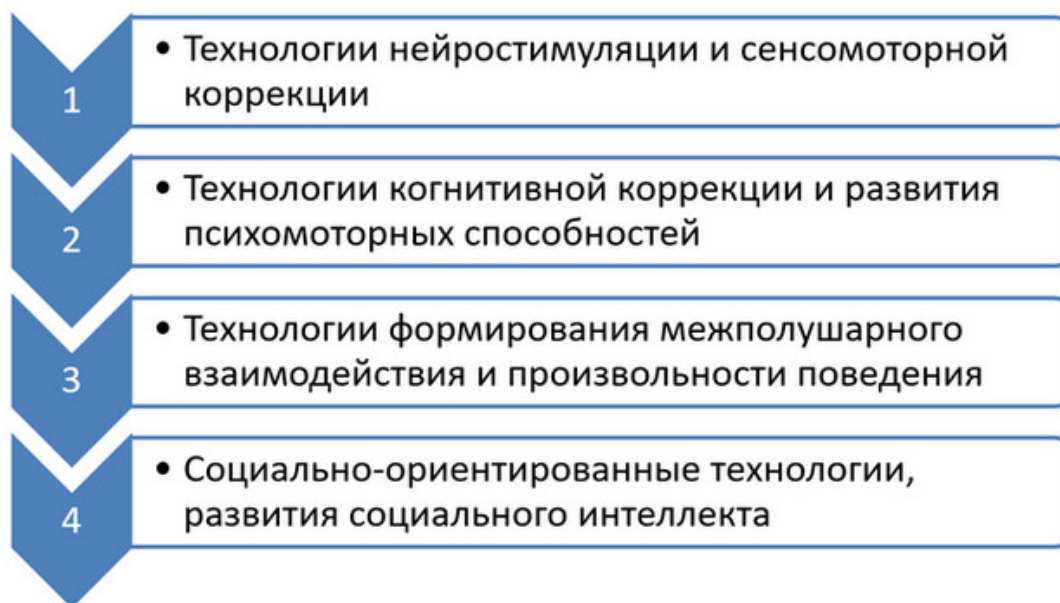 1
• Технологии нейростимуляции и сенсомоторной
коррекции
2
• Технологии когнитивной коррекции и развития
психомоторных способностей
3
• Технологии формирования межполушарного
взаимодействия и произвольности поведения
4
• Социально-ориентированные технологии,
развития социального интеллекта